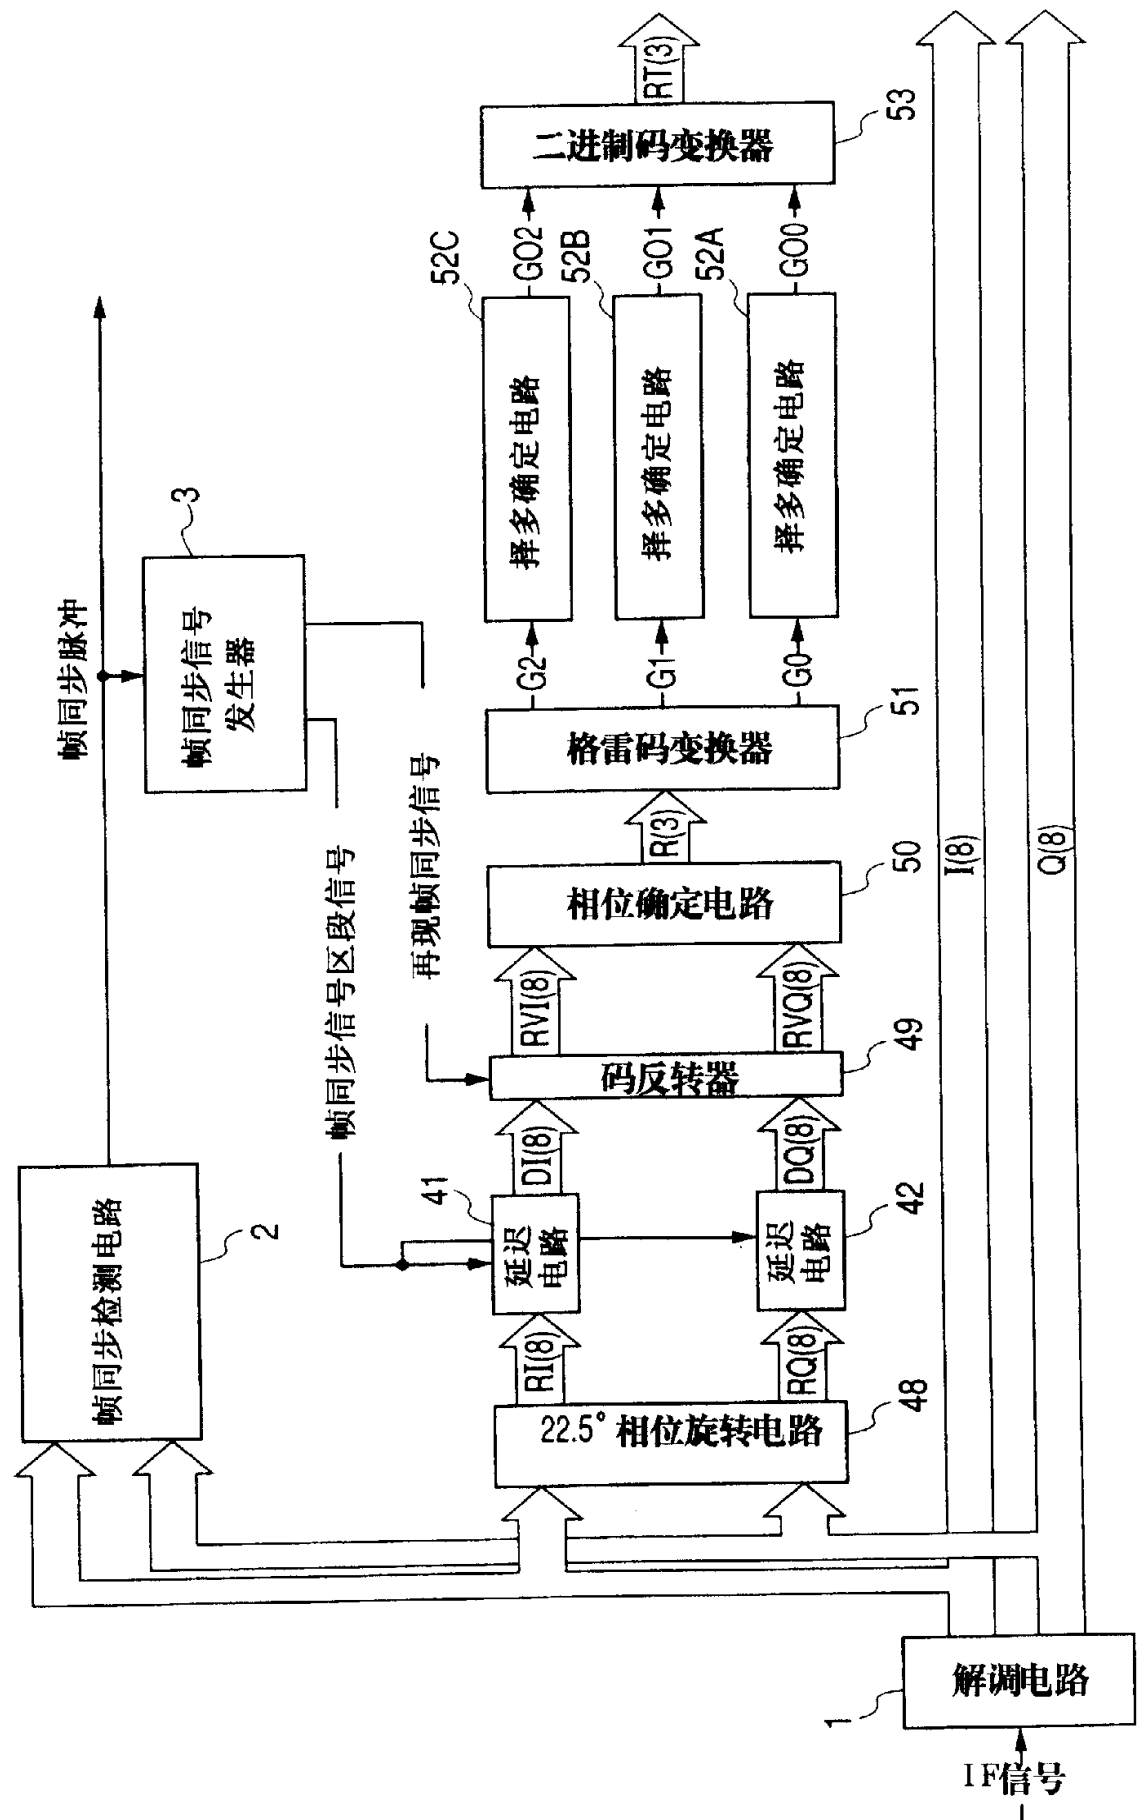 RT(3)
二进制码变换器
53
GO2
GO1
GO0
52C
52B
52A
择多确定电路
择多确定电路
择多确定电路
3
帧同步脉冲
帧同步信号
发生器
G2
G1
G0
格雷码变换器
51
R(3)
相位确定电路
50
I(8)
Q(8)
帧同步信号区段信号
再现帧同步信号
RVI(8)
RVQ(8)
码反转器
49
DI(8)
DQ(8)
41
延迟
电路
延迟
电路
42
帧同步检测电路
2
RI(8)
RQ(8)
22.5°相位旋转电路
48
解调电路
1
IF信号